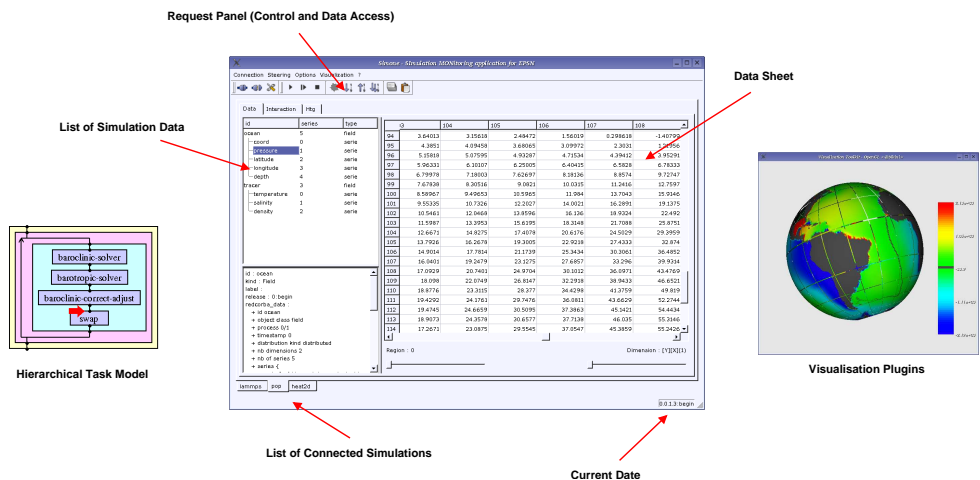 Request Panel (Control and Data Access)
Simone - Simulation MONitoring application for EPSN
Connection Steering Options Visualization ?
Data Sheet
List of Simulation Data
Data Interaction Htg
id series type
ocean 5 field
coord 0 serie
pressure 1 serie
latitude 2 serie
longitude 3 serie
depth 4 serie
tracer 3 field
temperature 0 serie
salinity 1 serie
density 2 serie
104 105 106 107 108
94 3.64013 3.15618 2.48472 1.56019 0.298618 -1.40799
95 4.3851 4.09458 3.68065 3.09972 2.3031
96 5.15818 5.07595 4.93287 4.71534 4.39412 3.95291
97 5.96331 6.10107 6.25005 6.40415 6.5828 6.78333
98 6.79978 7.18003 7.62697 8.18136 8.8574 9.72747
99 7.67838 8.30516 9.0821 10.0315 11.2416 12.7597
100 8.58967 9.49653 10.5965 11.984 13.7043 15.9146
101 9.55335 10.7326 12.2027 14.0021 16.2891 19.1375
102 10.5461 12.0468 13.8596 16.136 18.9324 22.492
103 11.5987 13.3953 15.6195 18.3148 21.7088 25.8751
104 12.6671 14.8275 17.4078 20.6176 24.5029 29.3959
105 13.7926 16.2678 19.3005 22.9218 27.4333 32.874
106 14.9014 17.7814 21.1739 25.3434 30.3061 36.4852
107 16.0401 19.2479 23.1275 27.6857 33.296 39.9314
108 17.0929 20.7401 24.9704 30.1012 36.0971 43.4769
109 18.098 22.0749 26.8147 32.2918 38.9433 46.6521
110 18.8776 23.3115 28.377 34.4298 41.3759 49.819
111 19.4292 24.1761 29.7476 36.0811 43.6629 52.2744
112 19.4745 24.6659 30.5095 37.3863 45.1421 54.4434
113 18.9073 24.3578 30.6577 37.7138 46.035 55.3146
114 17.2671 23.0875 29.5545 37.0547 45.3859 55.2426
id : ocean
kind : Field
label :
release : 0:begin
redcorba_data :
+ id ocean
+ object class field
+ process 0/1
+ timestamp 0
+ distribution kind distributed
+ nb dimensions 2
+ nb of series 5
+ series {
Region : 0
Dimension : [Y][X](1)
lammps pop heat2d
0.0.1.3:begin
baroclinic-solver
barotropic-solver
baroclinic-correct-adjust
swap
Hierarchical Task Model
Visualisation Plugins
List of Connected Simulations
Current Date